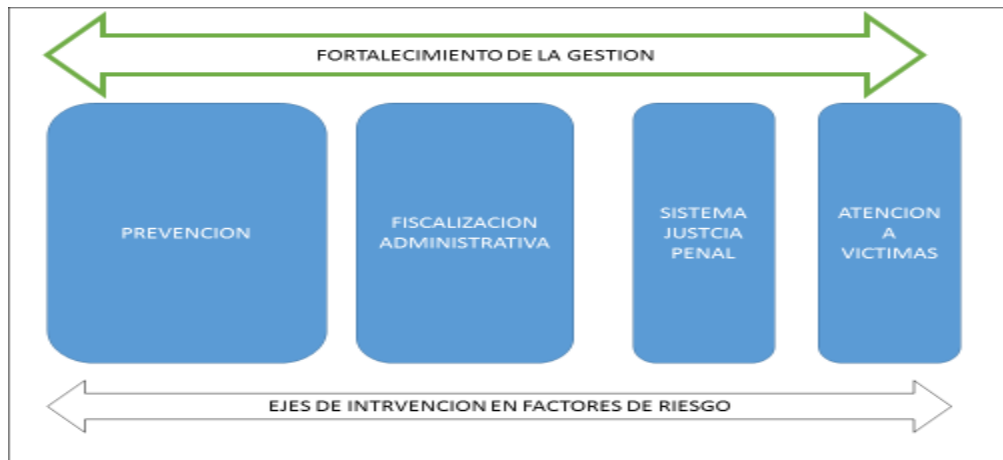 FORTALECIMIENTO DE LA GESTION
PREVENCION
FISCALIZACION
ADMINISTRATIVA
SISTEMA
JUSTCIA
PENAL
ATENCION
A
VICTIMAS
EJES DE INTRVENCION EN FACTORES DE RIESGO